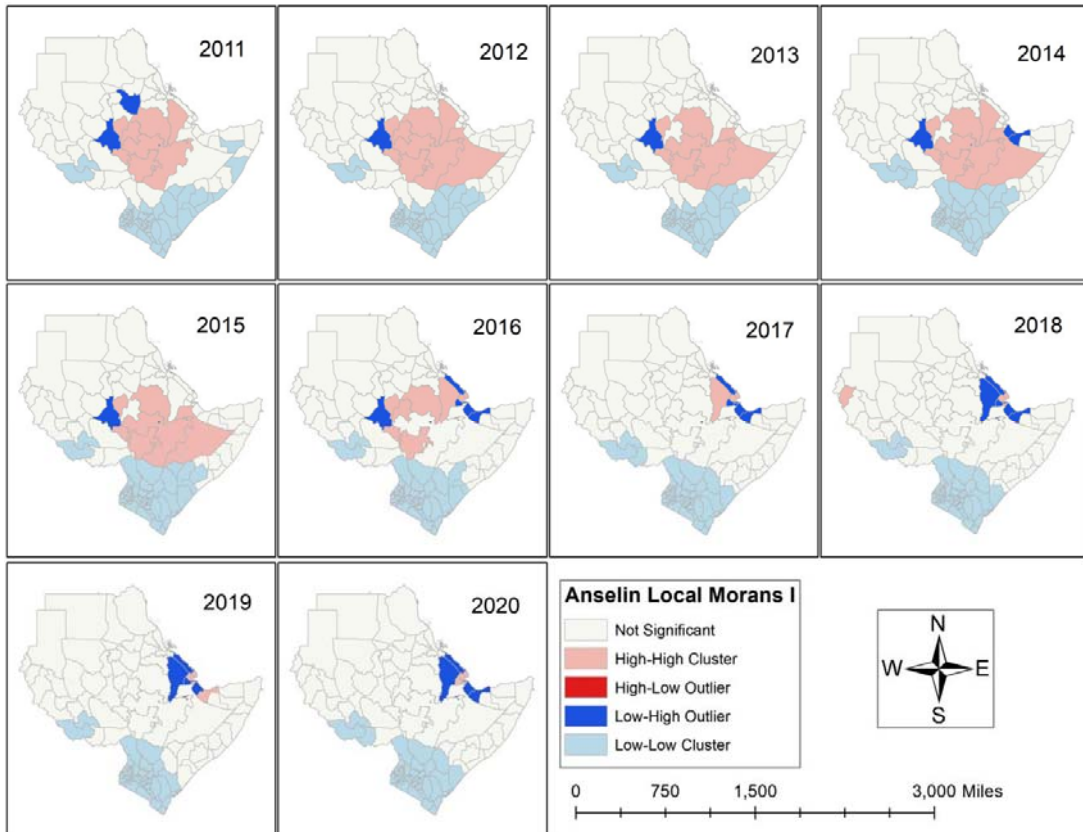 2011
2012
2013
2014
2015
2016
2017
2018
2019
2020
Anselin Local Morans I
Not Significant
High-High Cluster
High-Low Outlier
Low-High Outlier
Low-Low Cluster
N
W E
S
0 750 1,500 3,000 Miles